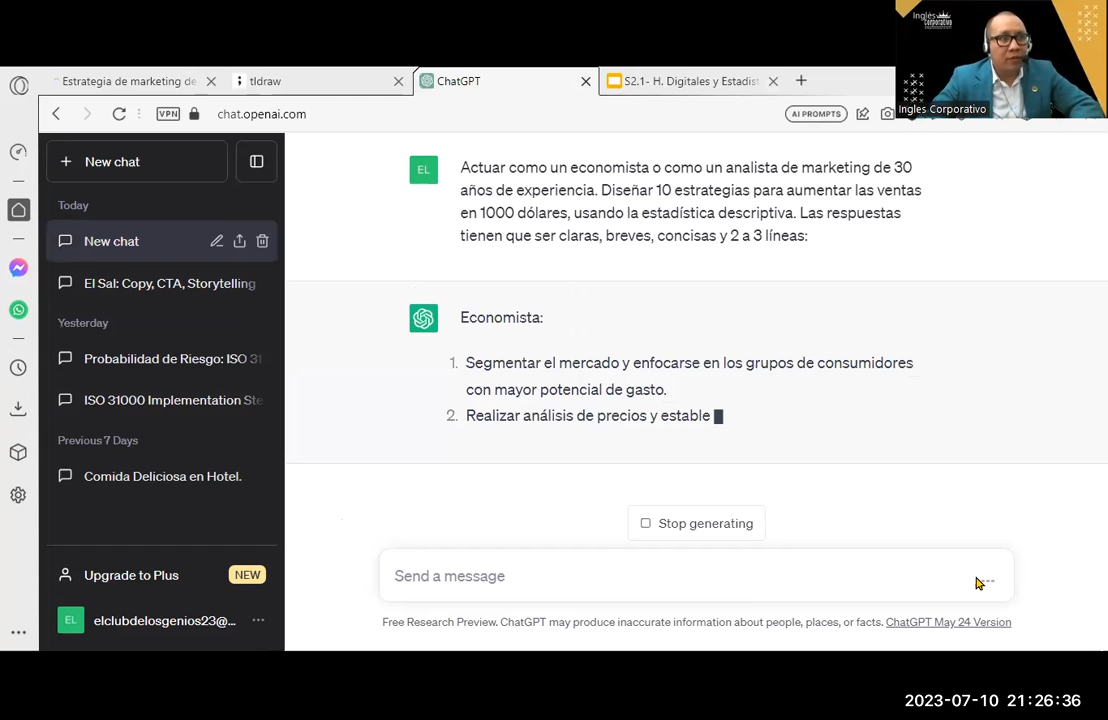 Inglés
Corporativo
Ingles Corporativo
Estrategia de marketing de
tldraw
ChatGPT
S2.1- H. Digitales y Estadist
VPN
chat.openai.com
AI PROMPTS
New chat
Today
New chat
El Sal: Copy, CTA, Storytelling
Yesterday
Probabilidad de Riesgo: ISO 31
ISO 31000 Implementation Ste
Previous 7 Days
Comida Deliciosa en Hotel.
Upgrade to Plus
NEW
EL
elclubdelosgenios23@...
EL
Actuar como un economista o como un analista de marketing de 30
años de experiencia. Diseñar 10 estrategias para aumentar las ventas
en 1000 dólares, usando la estadística descriptiva. Las respuestas
tienen que ser claras, breves, concisas y 2 a 3 líneas:
Economista:
1. Segmentar el mercado y enfocarse en los grupos de consumidores
con mayor potencial de gasto.
2. Realizar análisis de precios y estable
Stop generating
Send a message
Free Research Preview. ChatGPT may produce inaccurate information about people, places, or facts. ChatGPT May 24 Version
2023-07-10 21:26:36